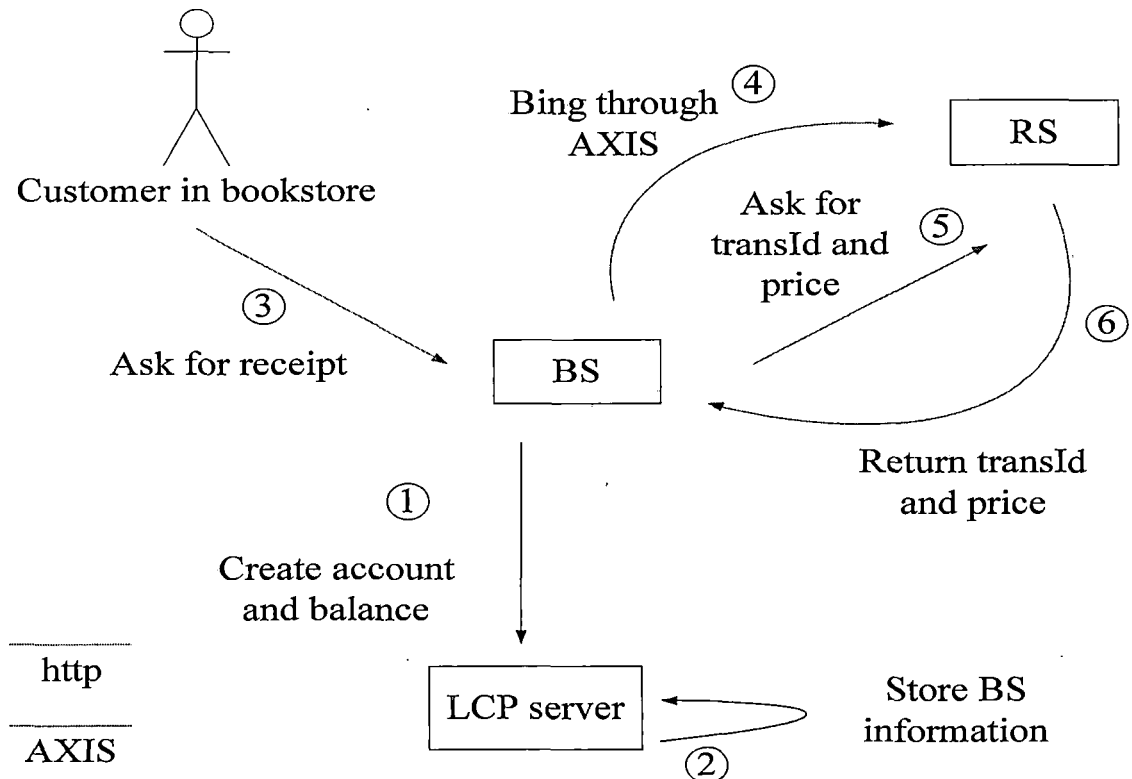 Bing through
AXIS
④
RS
Customer in bookstore
Ask for
transId and
price
⑤
③
Ask for receipt
⑥
BS
Return transId
and price
①
Create account
and balance
http
AXIS
LCP server
②
Store BS
information